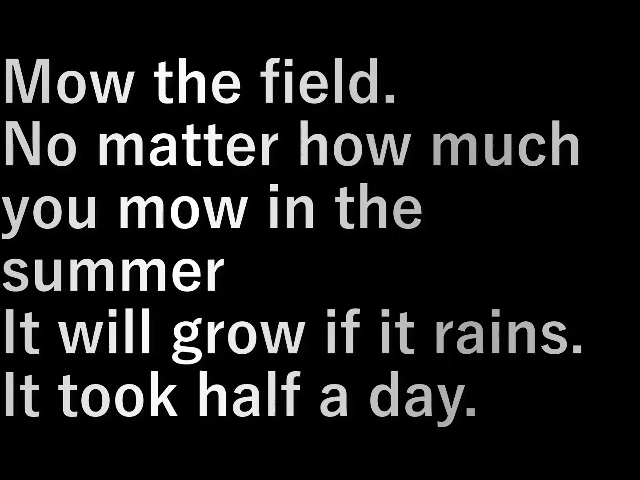 Mow the field.
No matter how much
you mow in the
summer
It will grow if it rains.
It took half a day.